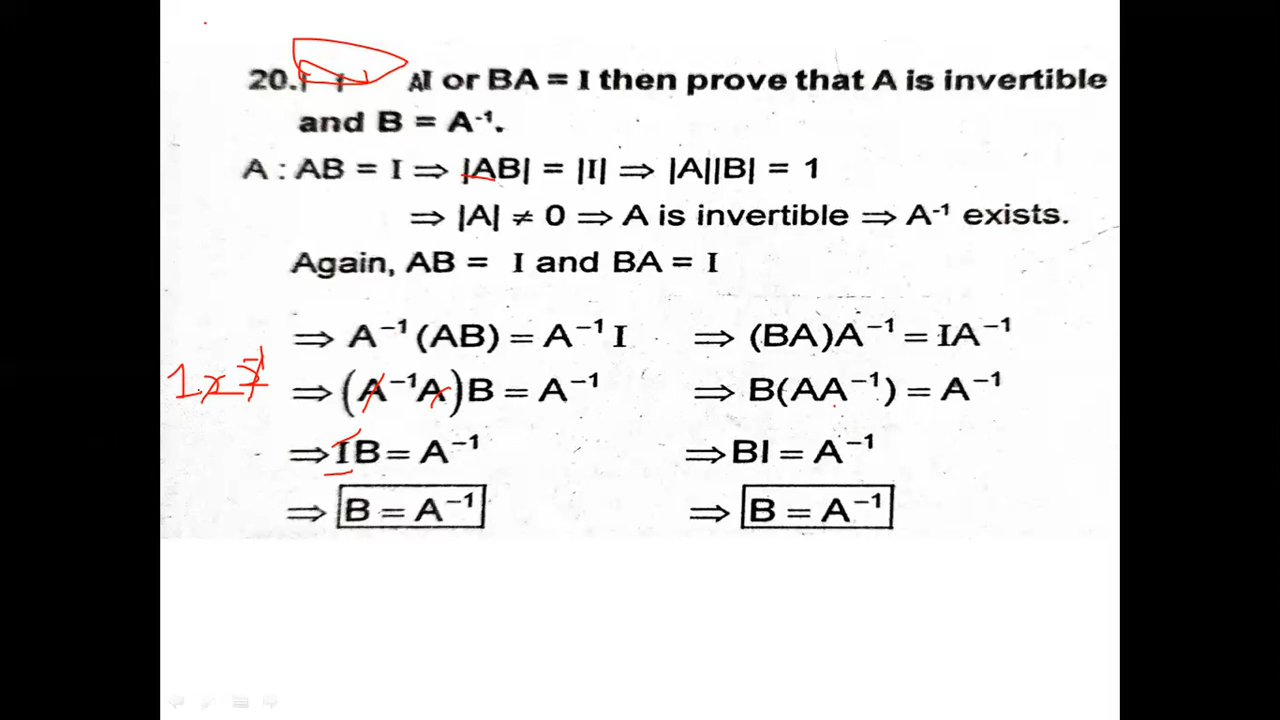 20. AI or BA = I then prove that A is invertible
and B = A⁻¹.
A : AB = I ⇒ |AB| = |I| ⇒ |A||B| = 1
⇒ |A| ≠ 0 ⇒ A is invertible ⇒ A⁻¹ exists.
Again, AB = I and BA = I
⇒ A⁻¹ (AB) = A⁻¹ I
⇒ (A⁻¹A)B = A⁻¹
⇒ IB = A⁻¹
⇒ B = A⁻¹
⇒ (BA)A⁻¹ = IA⁻¹
⇒ B(AA⁻¹) = A⁻¹
⇒ BI = A⁻¹
⇒ B = A⁻¹